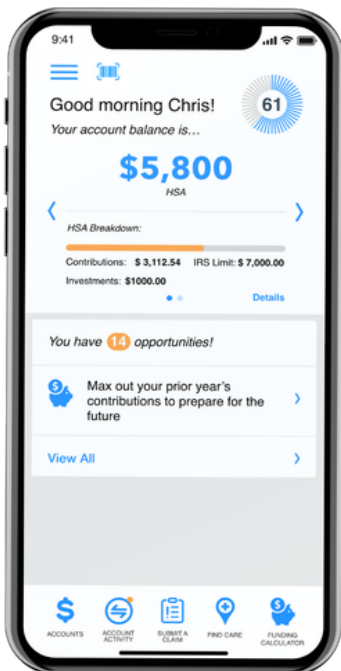 9:41
Good morning Chris!
61
Your account balance is...
$5,800
HSA
HSA Breakdown:
Contributions: $ 3,112.54 IRS Limit: $ 7,000.00
Investments: $1000.00
Details
You have 14 opportunities!
Max out your prior year's
contributions to prepare for the
future
View All
ACCOUNTS
ACCOUNT
ACTIVITY
SUBMIT A
CLAIM
FIND CARE
FUNDING
CALCULATOR